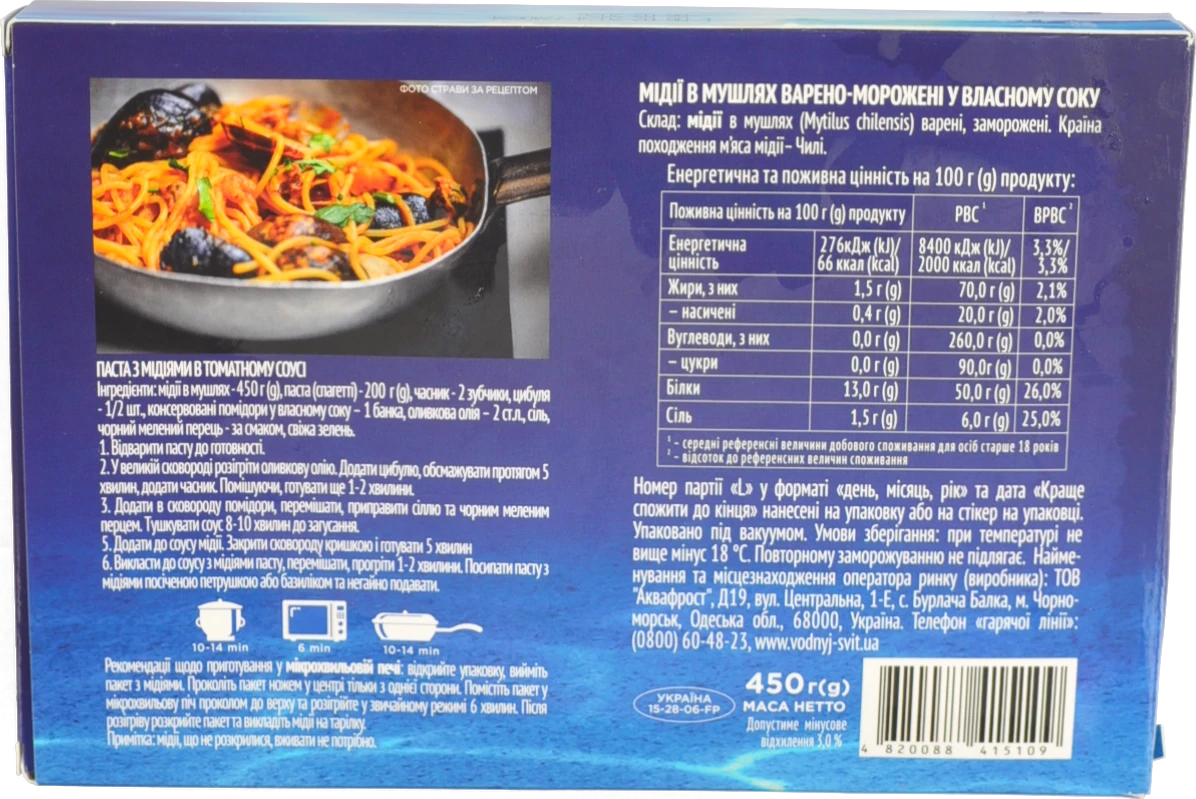 ФОТО СТРАВИ ЗА РЕЦЕПТОМ
ПАСТА З МІДІЯМИ В ТОМАТНОМУ СОУСІ
Інгредієнти: мідії в мушлях - 450 г (g), паста (спагетті) - 200 г (g), часник - 2 зубчики, цибуля
- 1/2 шт., консервовані помідори у власному соку – 1 банка, оливкова олія – 2 ст.л., сіль,
чорний мелений перець - за смаком, свіжа зелень.
1. Відварити пасту до готовності.
2. У великій сковороді розігріти оливкову олію. Додати цибулю, обсмажувати протягом 5
хвилин, додати часник. Помішуючи, готувати ще 1-2 хвилини.
3. Додати в сковороду помідори, перемішати, приправити сіллю та чорним меленим
перцем. Тушкувати соус 8-10 хвилин до загусання.
5. Додати до соусу мідії. Закрити сковороду кришкою і готувати 5 хвилин
6. Викласти до соусу з мідіями пасту, перемішати, прогріти 1-2 хвилини. Посипати пасту з
мідіями посіченою петрушкою або базиліком та негайно подавати.
10-14 min 6 min 10-14 min
Рекомендації щодо приготування у мікрохвильовій печі: відкрийте упаковку, вийміть
пакет з мідіями. Проколіть пакет ножем у центрі тільки з однієї сторони. Помістіть пакет у
мікрохвильову піч проколом до верху та розігрійте у звичайному режимі 6 хвилин. Після
розігріву розкрийте пакет та викладіть мідії на тарілку.
Примітка: мідії, що не розкрилися, вживати не потрібно.
МІДІЇ В МУШЛЯХ ВАРЕНО-МОРОЖЕНІ У ВЛАСНОМУ СОКУ
Склад: мідії в мушлях (Mytilus chilensis) варені, заморожені. Країна
походження м'яса мідії– Чилі.
Енергетична та поживна цінність на 100 г (g) продукту:
Поживна цінність на 100 г (g) продукту РВС ¹ ВРВС ²
Енергетична цінність 276кДж (kJ)/ 66 ккал (kcal) 8400 кДж (kJ)/ 2000 ккал (kcal) 3,3%/ 3,3%
Жири, з них 1,5 г (g) 70,0 г (g) 2,1%
– насичені 0,4 г (g) 20,0 г (g) 2,0%
Вуглеводи, з них 0,0 г (g) 260,0 г (g) 0,0%
– цукри 0,0 г (g) 90,0г (g) 0,0%
Білки 13,0 г (g) 50,0 г (g) 26,0%
Сіль 1,5 г (g) 6,0 г (g) 25,0%
¹ – середні референсні величини добового споживання для осіб старше 18 років
² – відсоток до референсних величин споживання
Номер партії «L» у форматі «день, місяць, рік» та дата «Краще
спожити до кінця» нанесені на упаковку або на стікер на упаковці.
Упаковано під вакуумом. Умови зберігання: при температурі не
вище мінус 18 °C. Повторному заморожуванню не підлягає. Найме-
нування та місцезнаходження оператора ринку (виробника): ТОВ
"Аквафрост", Д19, вул. Центральна, 1-Е, с. Бурлача Балка, м. Чорно-
морськ, Одеська обл., 68000, Україна. Телефон «гарячої лінії»:
(0800) 60-48-23, www.vodnyj-svit.ua
УКРАЇНА
15-28-06-FP
450 г(g)
МАСА НЕТТО
Допустиме мінусове
відхилення 3,0 %
4 820088 415109